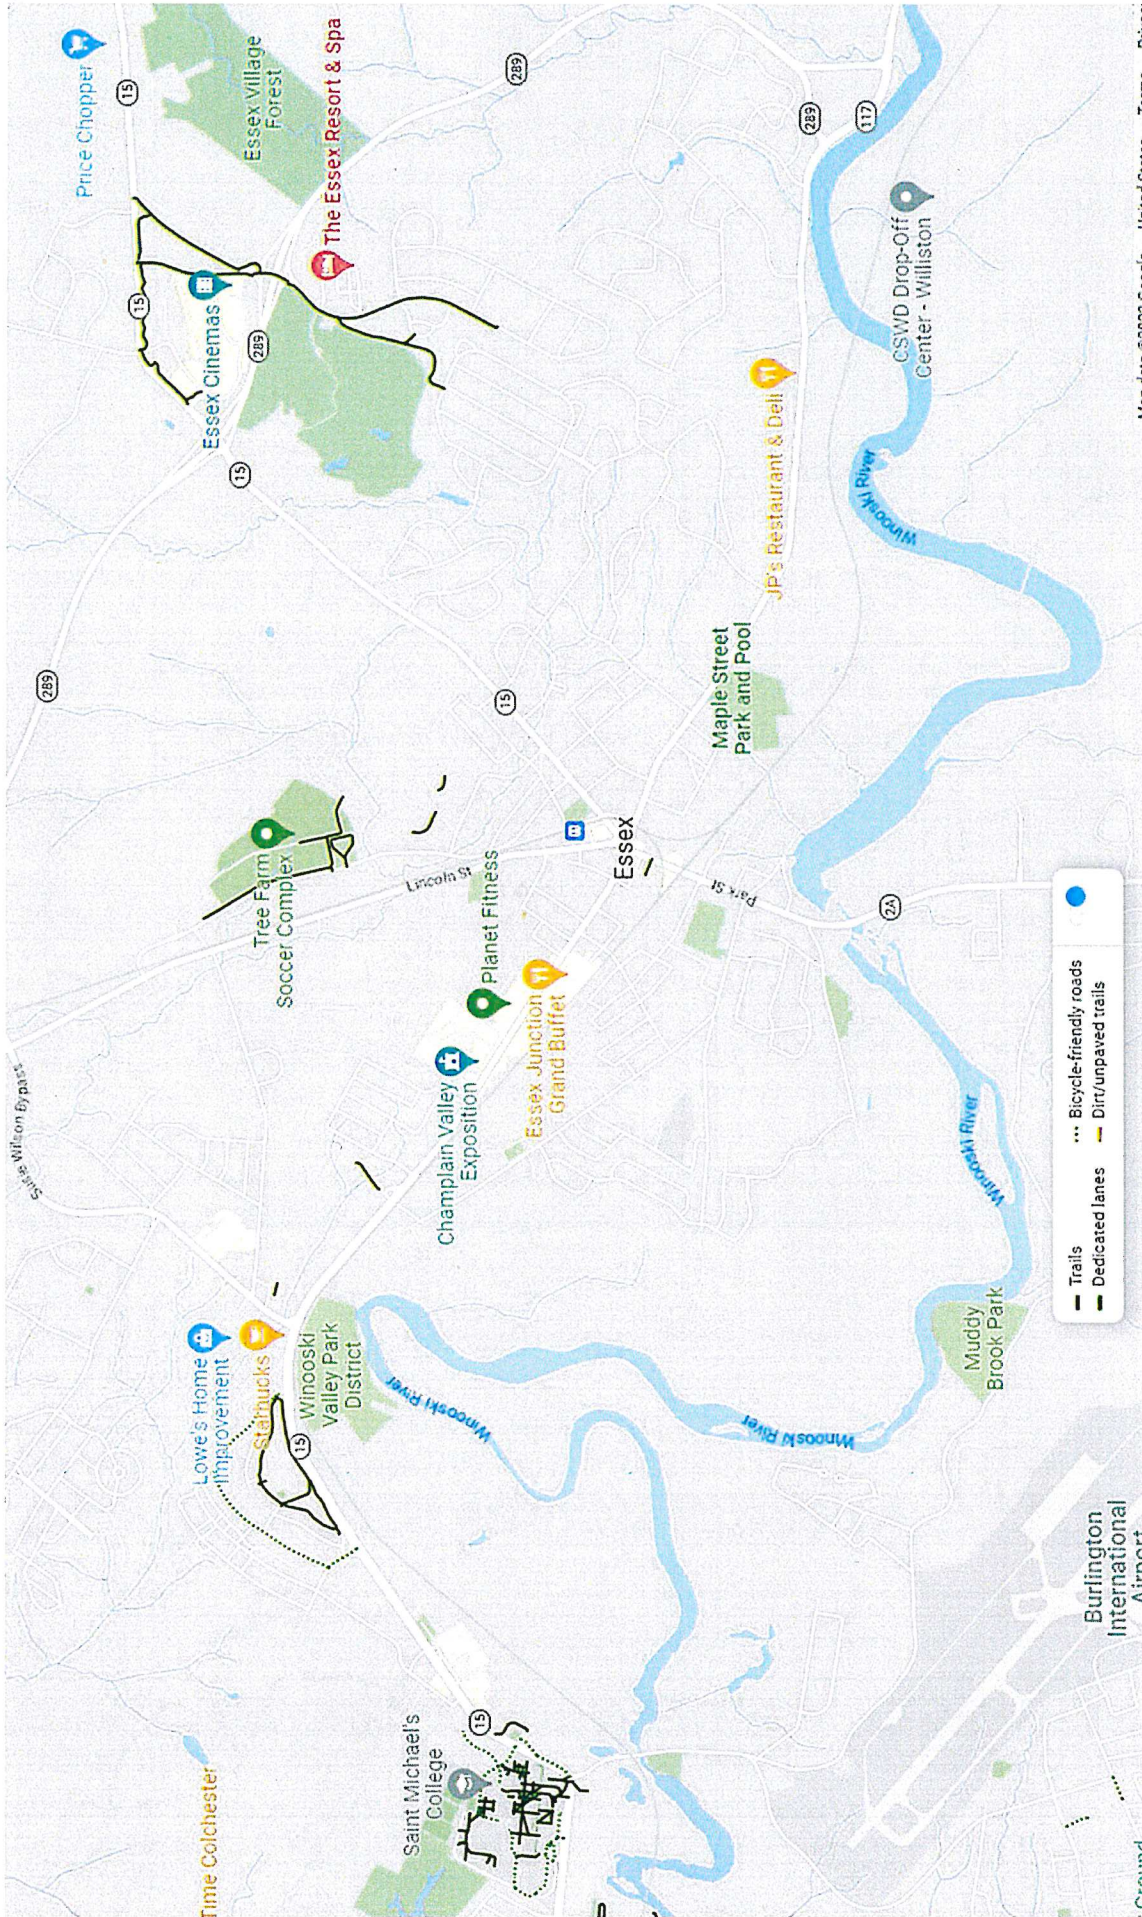 Price Chopper
15
Essex Village
Forest
The Essex Resort & Spa
289
15
Essex Cinemas
289
15
289
117
CSWD Drop-Off
Center - Williston
JP's Restaurant & Deli
Winooski River
289
15
Maple Street
Park and Pool
Tree Farm
Soccer Complex
Lincoln St
Essex
Planet Fitness
Park St
2A
Essex Junction
Grand Buffet
Champlain Valley
Exposition
Susie Wilson Bypass
Winooski River
Lowe's Home
Improvement
Starbucks
15
Winooski
Valley Park
District
Winooski River
Winooski River
Muddy
Brook Park
Trails
Dedicated lanes
Bicycle-friendly roads
Dirt/unpaved trails
Burlington
International
Airport
Saint Michael's
College
15
Time Colchester
Ground